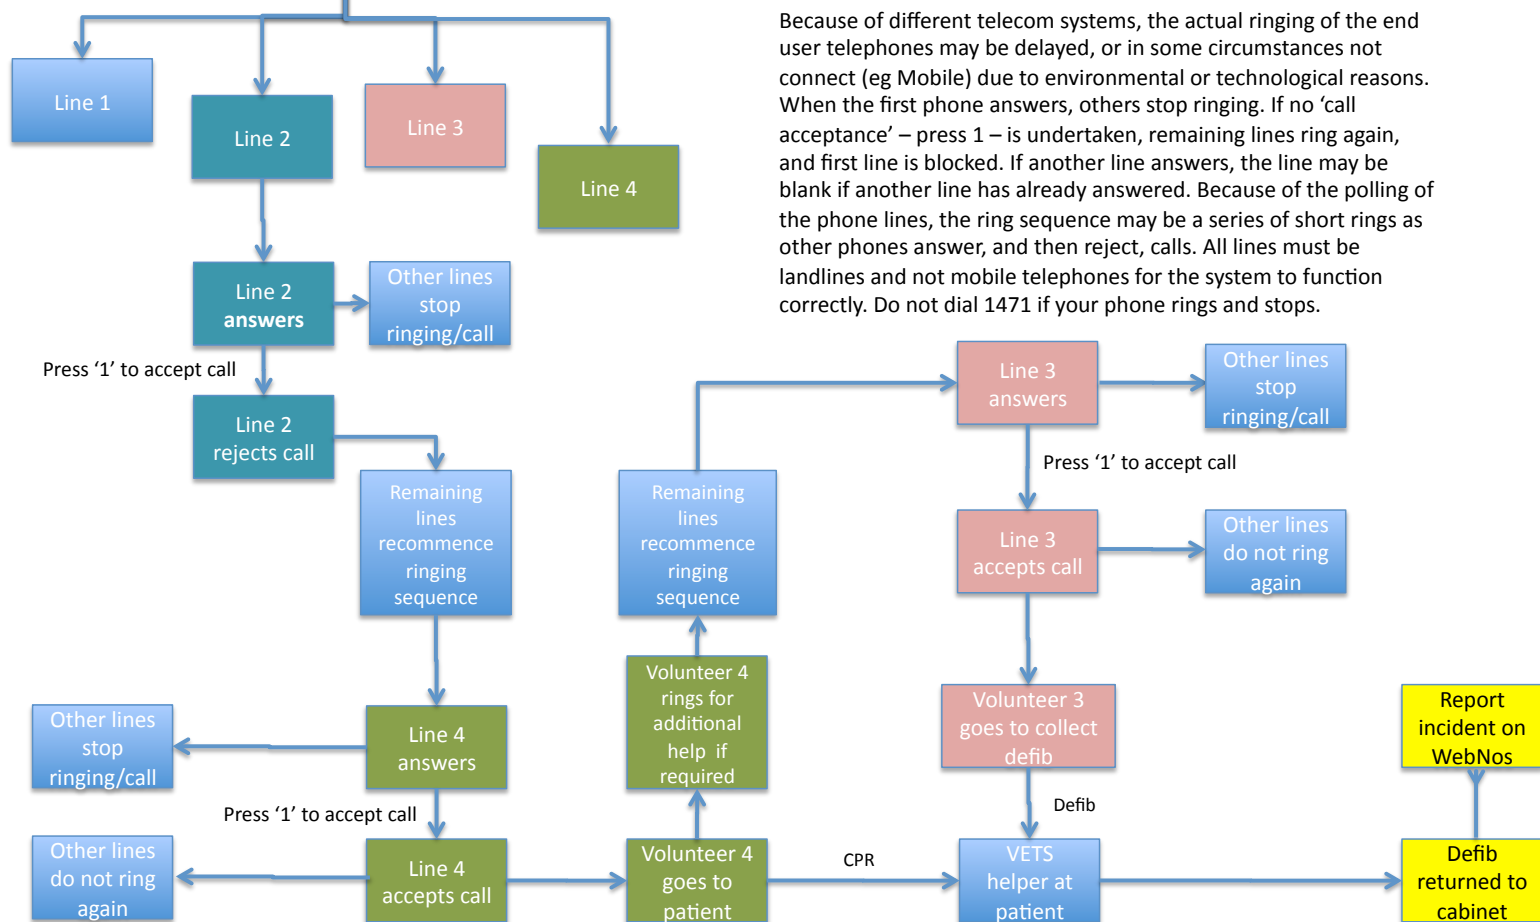 Because of different telecom systems, the actual ringing of the end
user telephones may be delayed, or in some circumstances not
connect (eg Mobile) due to environmental or technological reasons.
When the first phone answers, others stop ringing. If no ‘call
acceptance’ – press 1 – is undertaken, remaining lines ring again,
and first line is blocked. If another line answers, the line may be
blank if another line has already answered. Because of the polling of
the phone lines, the ring sequence may be a series of short rings as
other phones answer, and then reject, calls. All lines must be
landlines and not mobile telephones for the system to function
correctly. Do not dial 1471 if your phone rings and stops.
Line 1
Line 2
Line 3
Line 4
Line 2
answers
Other lines
stop
ringing/call
Press ‘1’ to accept call
Line 2
rejects call
Remaining
lines
recommence
ringing
sequence
Line 4
answers
Other lines
stop
ringing/call
Press ‘1’ to accept call
Line 4
accepts call
Other lines
do not ring
again
Volunteer 4
goes to
patient
Volunteer 4
rings for
additional
help if
required
Remaining
lines
recommence
ringing
sequence
Line 3
answers
Other lines
stop
ringing/call
Press ‘1’ to accept call
Line 3
accepts call
Other lines
do not ring
again
Volunteer 3
goes to collect
defib
Defib
CPR
VETS
helper at
patient
Defib
returned to
cabinet
Report
incident on
WebNos